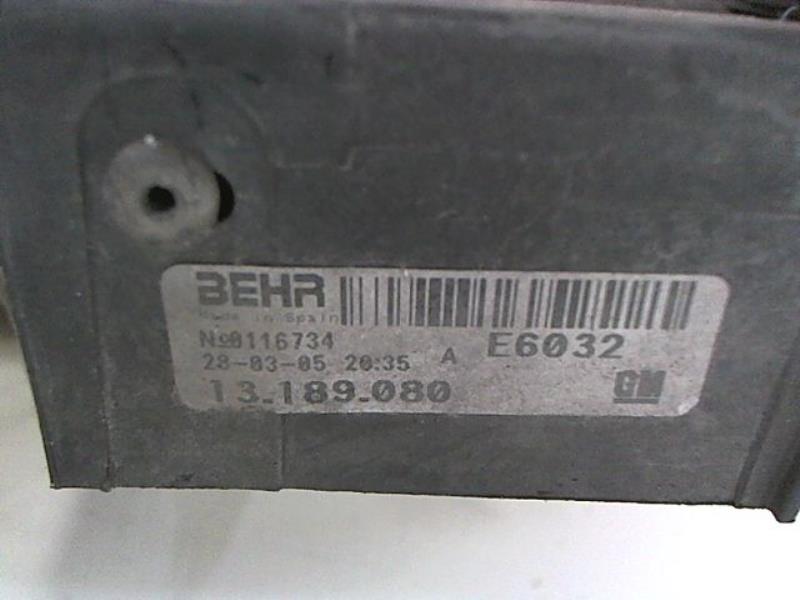 BEHR
Made in Spain
№0116734
28-03-05 20:35 A E6032
13.189.080 GM